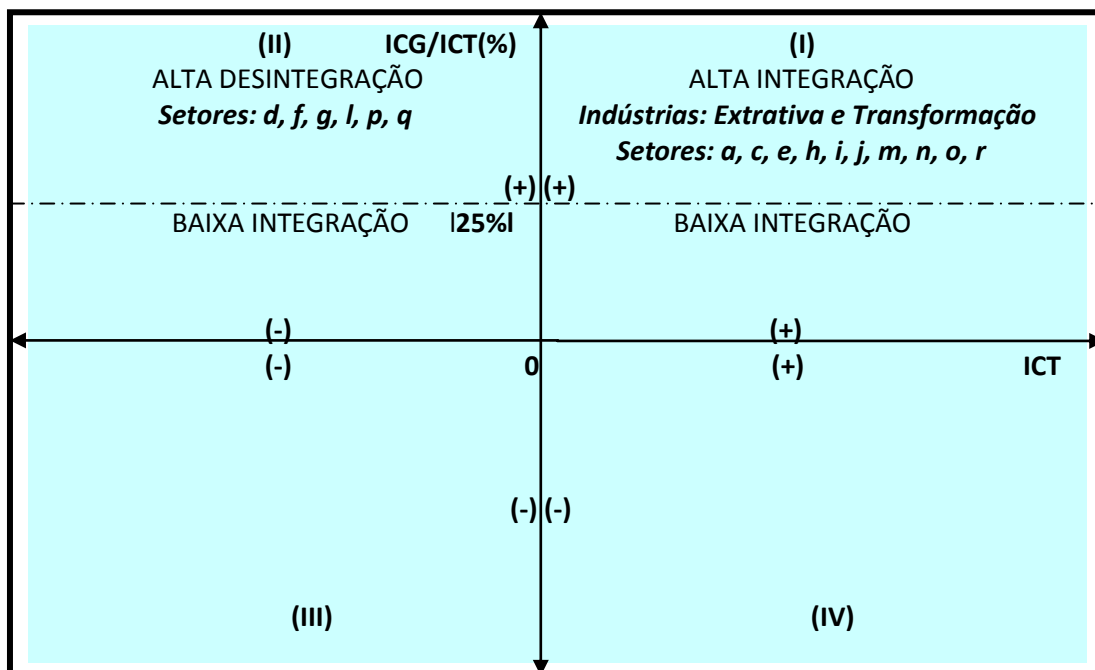 (II) ICG/ICT(%) (I)
ALTA DESINTEGRAÇÃO ALTA INTEGRAÇÃO
Setores: d, f, g, l, p, q Indústrias: Extrativa e Transformação
Setores: a, c, e, h, i, j, m, n, o, r
(+) (+)
BAIXA INTEGRAÇÃO l25%l BAIXA INTEGRAÇÃO
(-) (+)
(-) 0 (+) ICT
(-) (-)
(III) (IV)